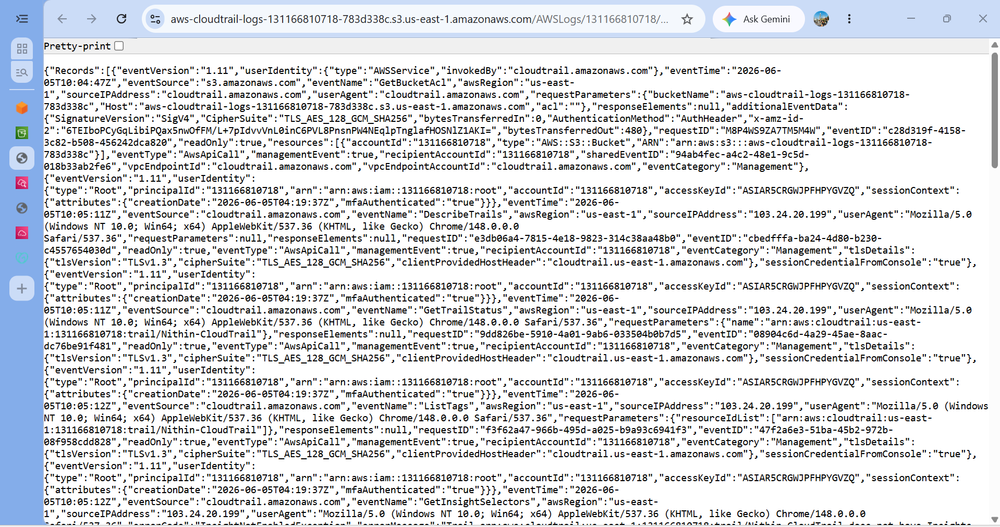 aws-cloudtrail-logs-131166810718-783d338c.s3.us-east-1.amazonaws.com/AWSLogs/131166810718/...
Ask Gemini
Pretty-print
{"Records":[{"eventVersion":"1.11","userIdentity":{"type":"AWSService","invokedBy":"cloudtrail.amazonaws.com"},"eventTime":"2026-06-
05T10:04:47Z","eventSource":"s3.amazonaws.com","eventName":"GetBucketAcl","awsRegion":"us-east-
1","sourceIPAddress":"cloudtrail.amazonaws.com","userAgent":"cloudtrail.amazonaws.com","requestParameters":{"bucketName":"aws-cloudtrail-logs-131166810718-
783d338c","Host":"aws-cloudtrail-logs-131166810718-783d338c.s3.us-east-1.amazonaws.com","acl":""},"responseElements":null,"additionalEventData":
{"SignatureVersion":"SigV4","CipherSuite":"TLS_AES_128_GCM_SHA256","bytesTransferredIn":0,"AuthenticationMethod":"AuthHeader","x-amz-id-
2":"6TEIboPCyGqLibiPQax5nwOfFM/L+7pIdvvVnL0inC6PVL8PnsnPW4NEqlpTnglafHOSNlZ1AKI=","bytesTransferredOut":480},"requestID":"M8P4WS9ZA7TM5M4W","eventID":"c28d319f-4158-
3c82-b508-456242dca820","readOnly":true,"resources":[{"accountId":"131166810718","type":"AWS::S3::Bucket","ARN":"arn:aws:s3:::aws-cloudtrail-logs-131166810718-
783d338c"}],"eventType":"AwsApiCall","managementEvent":true,"recipientAccountId":"131166810718","sharedEventID":"94ab4fec-a4c2-48e1-9c5d-
018b33ab2fe6","vpcEndpointId":"cloudtrail.amazonaws.com","vpcEndpointAccountId":"cloudtrail.amazonaws.com","eventCategory":"Management"},
{"eventVersion":"1.11","userIdentity":
{"type":"Root","principalId":"131166810718","arn":"arn:aws:iam::131166810718:root","accountId":"131166810718","accessKeyId":"ASIAR5CRGWJPFHPYGVZQ","sessionContext":
{"attributes":{"creationDate":"2026-06-05T04:19:37Z","mfaAuthenticated":"true"}}},"eventTime":"2026-06-
05T10:05:11Z","eventSource":"cloudtrail.amazonaws.com","eventName":"DescribeTrails","awsRegion":"us-east-1","sourceIPAddress":"103.24.20.199","userAgent":"Mozilla/5.0
(Windows NT 10.0; Win64; x64) AppleWebKit/537.36 (KHTML, like Gecko) Chrome/148.0.0.0
Safari/537.36","requestParameters":null,"responseElements":null,"requestID":"e3db06a4-7815-4e18-9823-314c38aa48b0","eventID":"cbedfffa-ba24-4d80-b230-
c4557654030d","readOnly":true,"eventType":"AwsApiCall","managementEvent":true,"recipientAccountId":"131166810718","eventCategory":"Management","tlsDetails":
{"tlsVersion":"TLSv1.3","cipherSuite":"TLS_AES_128_GCM_SHA256","clientProvidedHostHeader":"cloudtrail.us-east-1.amazonaws.com"},"sessionCredentialFromConsole":"true"},
{"eventVersion":"1.11","userIdentity":
{"type":"Root","principalId":"131166810718","arn":"arn:aws:iam::131166810718:root","accountId":"131166810718","accessKeyId":"ASIAR5CRGWJPFHPYGVZQ","sessionContext":
{"attributes":{"creationDate":"2026-06-05T04:19:37Z","mfaAuthenticated":"true"}}},"eventTime":"2026-06-
05T10:05:11Z","eventSource":"cloudtrail.amazonaws.com","eventName":"GetTrailStatus","awsRegion":"us-east-1","sourceIPAddress":"103.24.20.199","userAgent":"Mozilla/5.0
(Windows NT 10.0; Win64; x64) AppleWebKit/537.36 (KHTML, like Gecko) Chrome/148.0.0.0 Safari/537.36","requestParameters":{"name":"arn:aws:cloudtrail:us-east-
1:131166810718:trail/Nithin-CloudTrail"},"responseElements":null,"requestID":"9dd826be-5910-4a01-9ab6-033504b0b7d5","eventID":"08904c6d-4a29-45ae-8aac-
dc76be91f481","readOnly":true,"eventType":"AwsApiCall","managementEvent":true,"recipientAccountId":"131166810718","eventCategory":"Management","tlsDetails":
{"tlsVersion":"TLSv1.3","cipherSuite":"TLS_AES_128_GCM_SHA256","clientProvidedHostHeader":"cloudtrail.us-east-1.amazonaws.com"},"sessionCredentialFromConsole":"true"},
{"eventVersion":"1.11","userIdentity":
{"type":"Root","principalId":"131166810718","arn":"arn:aws:iam::131166810718:root","accountId":"131166810718","accessKeyId":"ASIAR5CRGWJPFHPYGVZQ","sessionContext":
{"attributes":{"creationDate":"2026-06-05T04:19:37Z","mfaAuthenticated":"true"}}},"eventTime":"2026-06-
05T10:05:12Z","eventSource":"cloudtrail.amazonaws.com","eventName":"ListTags","awsRegion":"us-east-1","sourceIPAddress":"103.24.20.199","userAgent":"Mozilla/5.0 (Windows
NT 10.0; Win64; x64) AppleWebKit/537.36 (KHTML, like Gecko) Chrome/148.0.0.0 Safari/537.36","requestParameters":{"resourceIdList":["arn:aws:cloudtrail:us-east-
1:131166810718:trail/Nithin-CloudTrail"]},"responseElements":null,"requestID":"f3f62a47-966b-495d-a025-b9a93c6941f3","eventID":"47f2a6e3-51ba-45b2-972b-
08f958cdd828","readOnly":true,"eventType":"AwsApiCall","managementEvent":true,"recipientAccountId":"131166810718","eventCategory":"Management","tlsDetails":
{"tlsVersion":"TLSv1.3","cipherSuite":"TLS_AES_128_GCM_SHA256","clientProvidedHostHeader":"cloudtrail.us-east-1.amazonaws.com"},"sessionCredentialFromConsole":"true"},
{"eventVersion":"1.11","userIdentity":
{"type":"Root","principalId":"131166810718","arn":"arn:aws:iam::131166810718:root","accountId":"131166810718","accessKeyId":"ASIAR5CRGWJPFHPYGVZQ","sessionContext":
{"attributes":{"creationDate":"2026-06-05T04:19:37Z","mfaAuthenticated":"true"}}},"eventTime":"2026-06-
05T10:05:12Z","eventSource":"cloudtrail.amazonaws.com","eventName":"GetInsightSelectors","awsRegion":"us-east-
1","sourceIPAddress":"103.24.20.199","userAgent":"Mozilla/5.0 (Windows NT 10.0; Win64; x64) AppleWebKit/537.36 (KHTML, like Gecko) Chrome/148.0.0.0